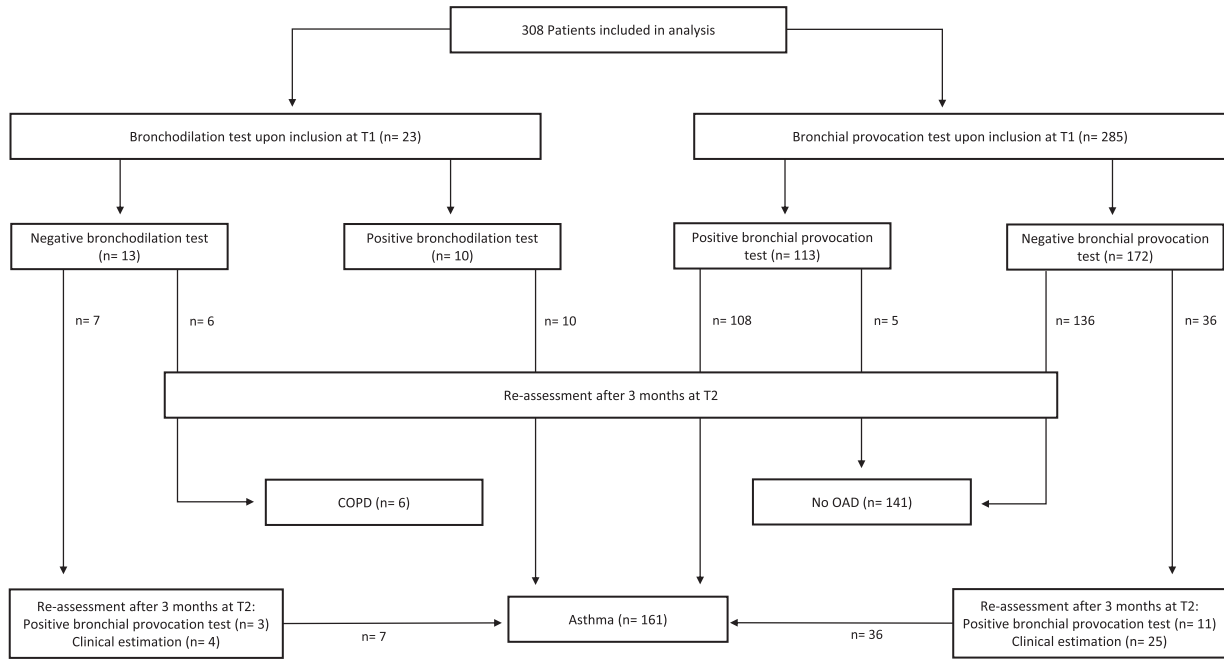 308 Patients included in analysis
Bronchodilation test upon inclusion at T1 (n= 23)
Bronchial provocation test upon inclusion at T1 (n= 285)
Negative bronchodilation test
(n= 13)
Positive bronchodilation test
(n= 10)
Positive bronchial provocation
test (n= 113)
Negative bronchial provocation
test (n= 172)
n= 7
n= 6
n= 10
n= 108
n= 5
n= 136
n= 36
Re-assessment after 3 months at T2
COPD (n= 6)
No OAD (n= 141)
Re-assessment after 3 months at T2:
Positive bronchial provocation test (n= 3)
Clinical estimation (n= 4)
n= 7
Asthma (n= 161)
n= 36
Re-assessment after 3 months at T2:
Positive bronchial provocation test (n= 11)
Clinical estimation (n= 25)